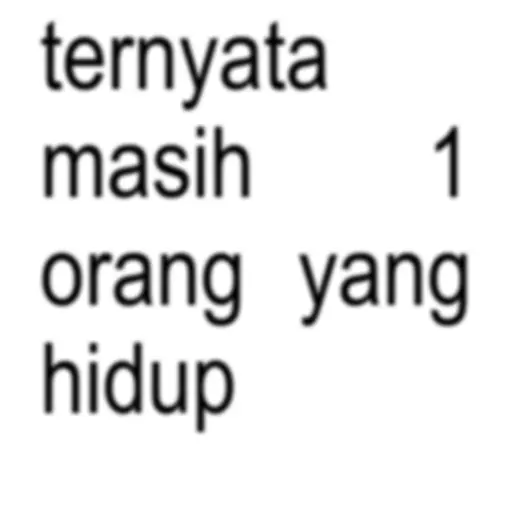 ternyata
masih 1
orang yang
hidup